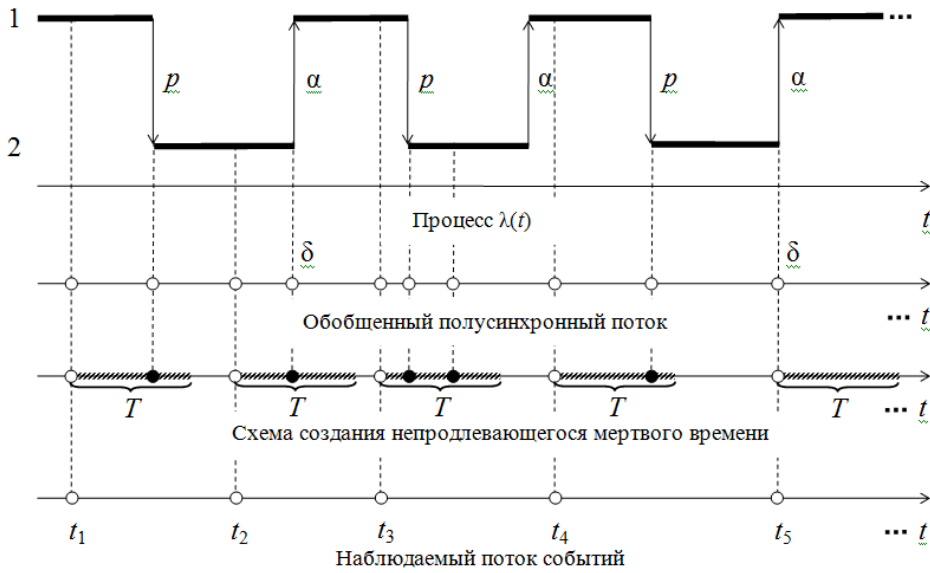 1 ...
p α p α p α
2
t
Процесс λ(t)
δ δ
... t
Обобщенный полусинхронный поток
T T T T T
... t
Схема создания непродлевающегося мертвого времени
t1 t2 t3 t4 t5 ... t
Наблюдаемый поток событий